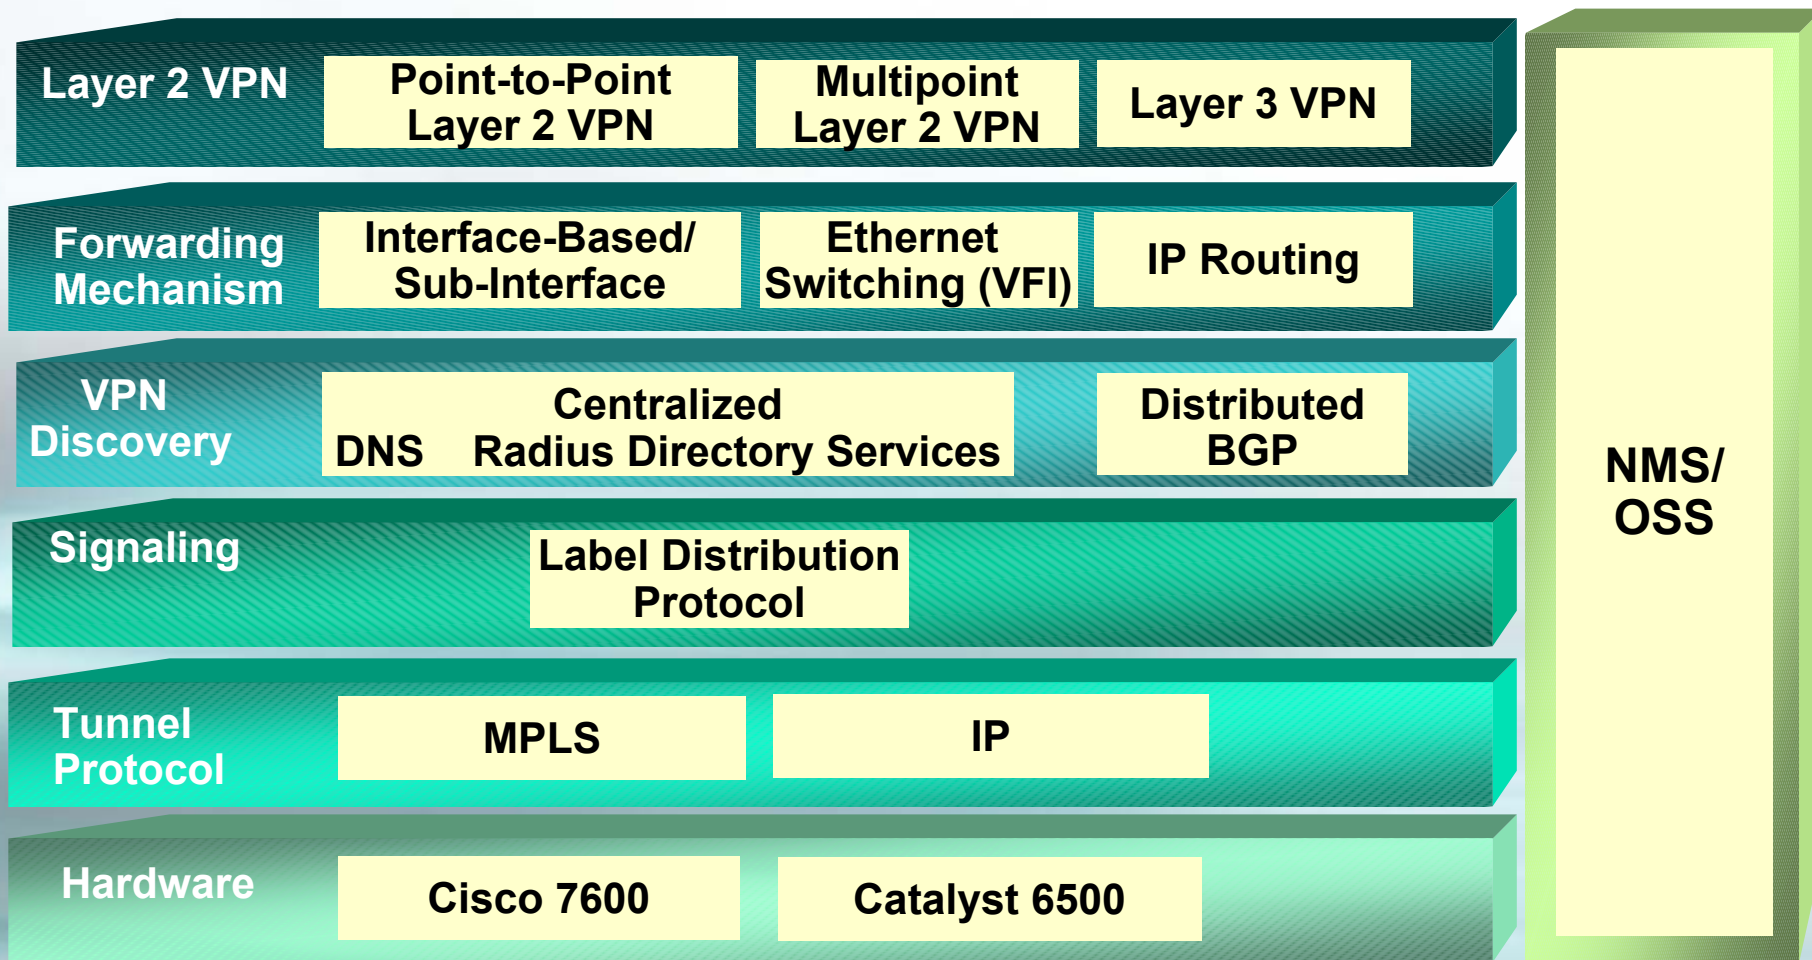 Layer 2 VPN
Point-to-Point
Layer 2 VPN
Multipoint
Layer 2 VPN
Layer 3 VPN
Forwarding
Mechanism
Interface-Based/
Sub-Interface
Ethernet
Switching (VFI)
IP Routing
VPN
Discovery
Centralized
DNS Radius Directory Services
Distributed
BGP
Signaling
Label Distribution
Protocol
Tunnel
Protocol
MPLS
IP
Hardware
Cisco 7600
Catalyst 6500
NMS/
OSS